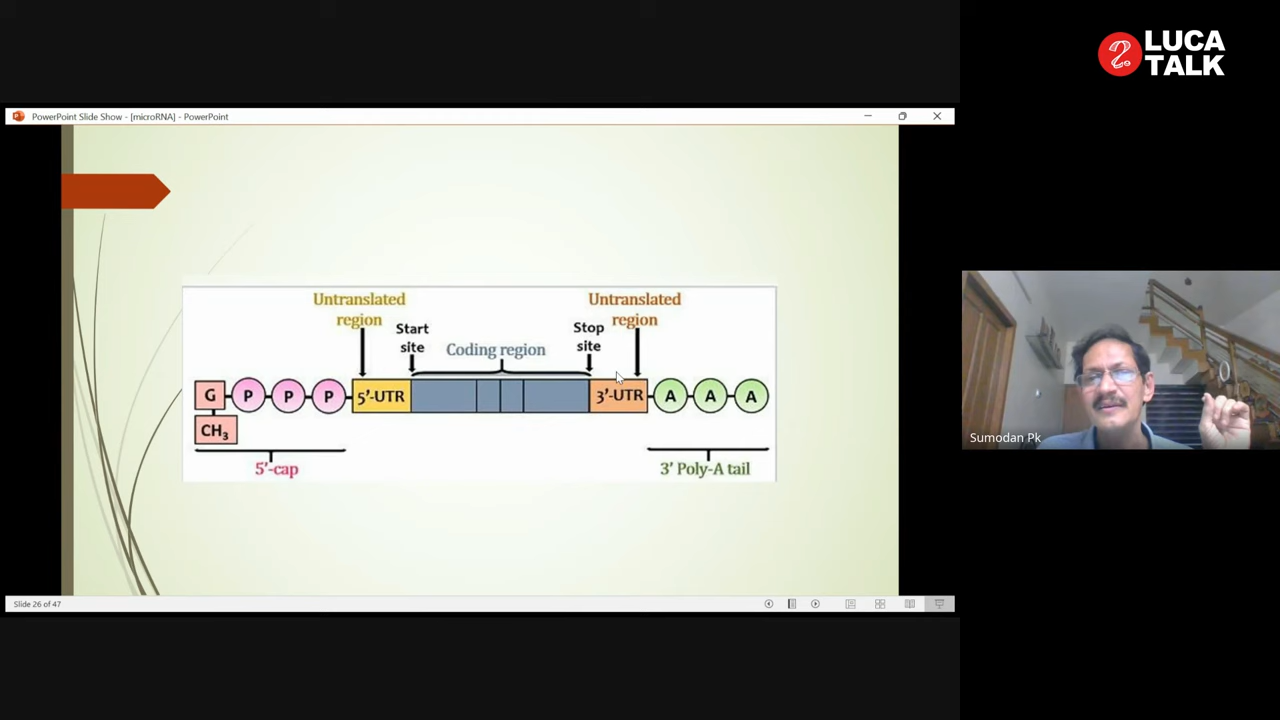 LUCA
TALK
PowerPoint Slide Show - [microRNA] - PowerPoint
Untranslated
region
Untranslated
region
Start
site
Stop
site
Coding region
G
P
P
P
5'-UTR
3'-UTR
A
A
A
CH3
5'-cap
3' Poly-A tail
Sumodan Pk
Slide 26 of 47